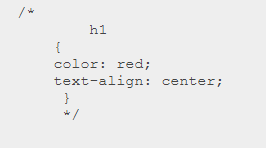 /*
h1
{
color: red;
text-align: center;
}
*/